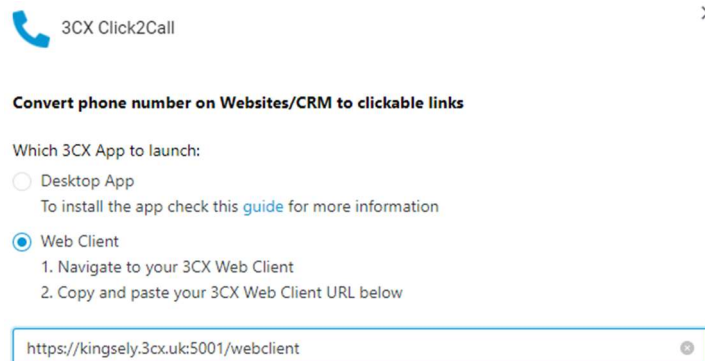 3CX Click2Call
Convert phone number on Websites/CRM to clickable links
Which 3CX App to launch:
Desktop App
To install the app check this guide for more information
Web Client
1. Navigate to your 3CX Web Client
2. Copy and paste your 3CX Web Client URL below
https://kingsely.3cx.uk:5001/webclient